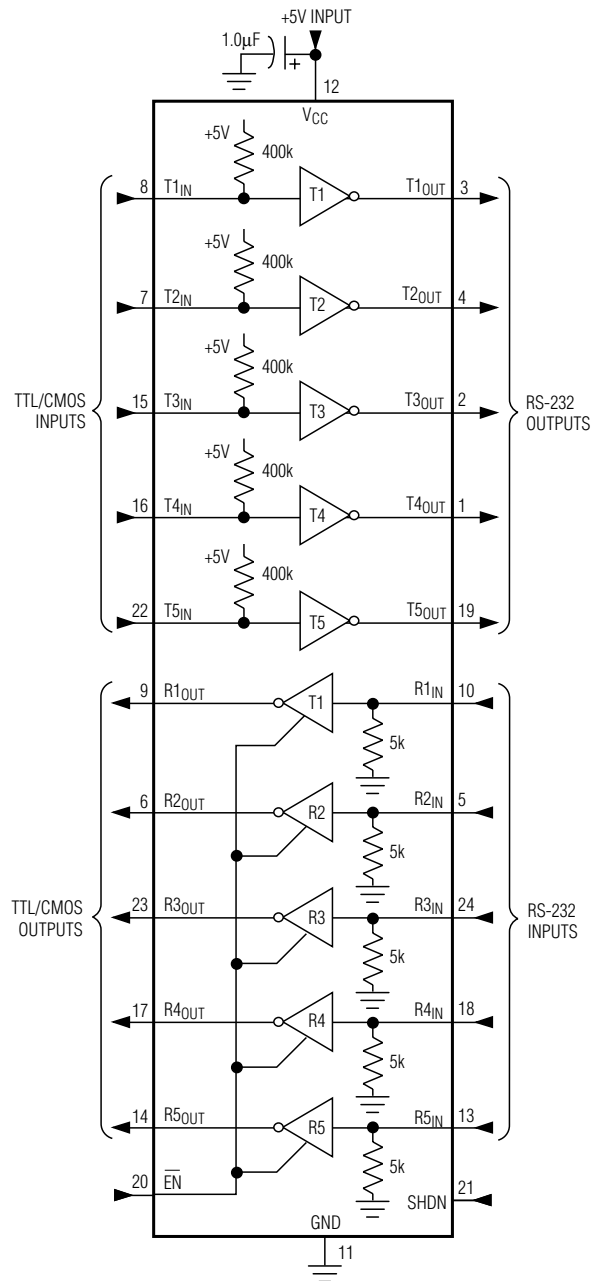 +5V INPUT
1.0μF
+
12
VCC
+5V
400k
8 T1IN T1 T1OUT 3
+5V
400k
7 T2IN T2 T2OUT 4
+5V
400k
TTL/CMOS
INPUTS
15 T3IN T3 T3OUT 2
RS-232
OUTPUTS
+5V
400k
16 T4IN T4 T4OUT 1
+5V
400k
22 T5IN T5 T5OUT 19
9 R1OUT T1 R1IN 10
5k
6 R2OUT R2 R2IN 5
5k
TTL/CMOS
OUTPUTS
23 R3OUT R3 R3IN 24
RS-232
INPUTS
5k
17 R4OUT R4 R4IN 18
5k
14 R5OUT R5 R5IN 13
5k
20 E̅N̅
SHDN 21
GND
11